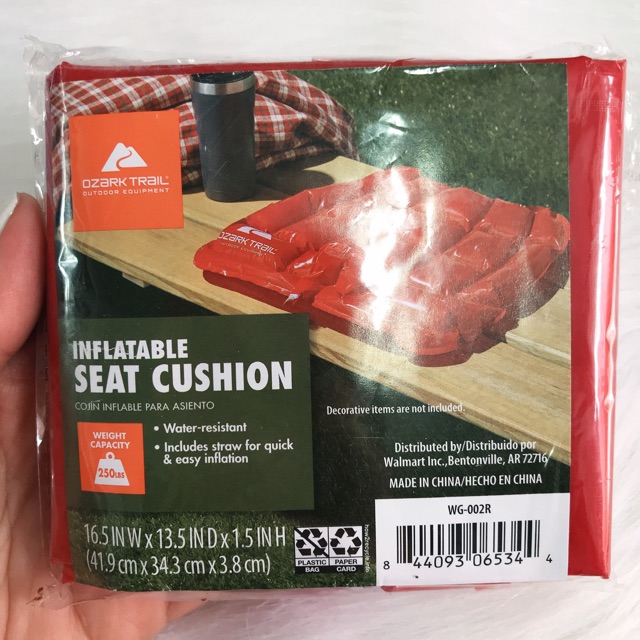 OZARK TRAIL
OUTDOOR EQUIPMENT
OZARK TRAIL
INFLATABLE
SEAT CUSHION
COJÍN INFLABLE PARA ASIENTO
WEIGHT
CAPACITY
250LBS
• Water-resistant
• Includes straw for quick
& easy inflation
Decorative items are not included.
Distributed by/Distribuido por
Walmart Inc.,Bentonville, AR 72716
MADE IN CHINA/HECHO EN CHINA
16.5 IN W x 13.5 IN D x 1.5 IN H
(41.9 cm x 34.3 cm x 3.8 cm)
PLASTIC
BAG
PAPER
CARD
how2recycle.info
WG-002R
8 44093 06534 4